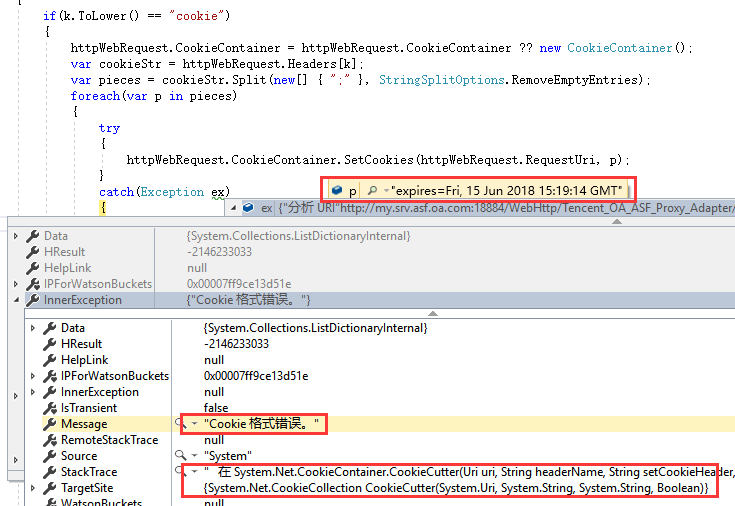 if(k.ToLower() == "cookie")
{
httpWebRequest.CookieContainer = httpWebRequest.CookieContainer ?? new CookieContainer();
var cookieStr = httpWebRequest.Headers[k];
var pieces = cookieStr.Split(new[] { ";" }, StringSplitOptions.RemoveEmptyEntries);
foreach(var p in pieces)
{
try
{
httpWebRequest.CookieContainer.SetCookies(httpWebRequest.RequestUri, p);
}
p "expires=Fri, 15 Jun 2018 15:19:14 GMT"
catch(Exception ex)
{
ex {"分析 URI"http://my.srv.asf.oa.com:18884/WebHttp/Tencent_OA_ASF_Proxy_Adapter/
Data {System.Collections.ListDictionaryInternal}
HResult -2146233033
HelpLink null
IPForWatsonBuckets 0x00007ff9ce13d51e
InnerException {"Cookie 格式错误。"}
Data {System.Collections.ListDictionaryInternal}
HResult -2146233033
HelpLink null
IPForWatsonBuckets 0x00007ff9ce13d51e
InnerException null
IsTransient false
Message "Cookie 格式错误。"
RemoteStackTrace null
Source "System"
StackTrace " 在 System.Net.CookieContainer.CookieCutter(Uri uri, String headerName, String setCookieHeader,
TargetSite {System.Net.CookieCollection CookieCutter(System.Uri, System.String, System.String, Boolean)}
WatsonBuckets null